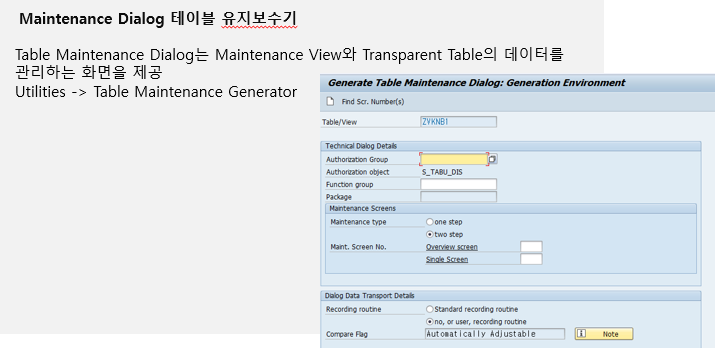 Maintenance Dialog 테이블 유지보수기
Table Maintenance Dialog는 Maintenance View와 Transparent Table의 데이터를
관리하는 화면을 제공
Utilities -> Table Maintenance Generator
Generate Table Maintenance Dialog: Generation Environment
Find Scr. Number(s)
Table/View ZYKNB1
Technical Dialog Details
Authorization Group
Authorization object S_TABU_DIS
Function group
Package
Maintenance Screens
Maintenance type one step
two step
Maint. Screen No. Overview screen
Single Screen
Dialog Data Transport Details
Recording routine Standard recording routine
no, or user, recording routine
Compare Flag Automatically Adjustable Note